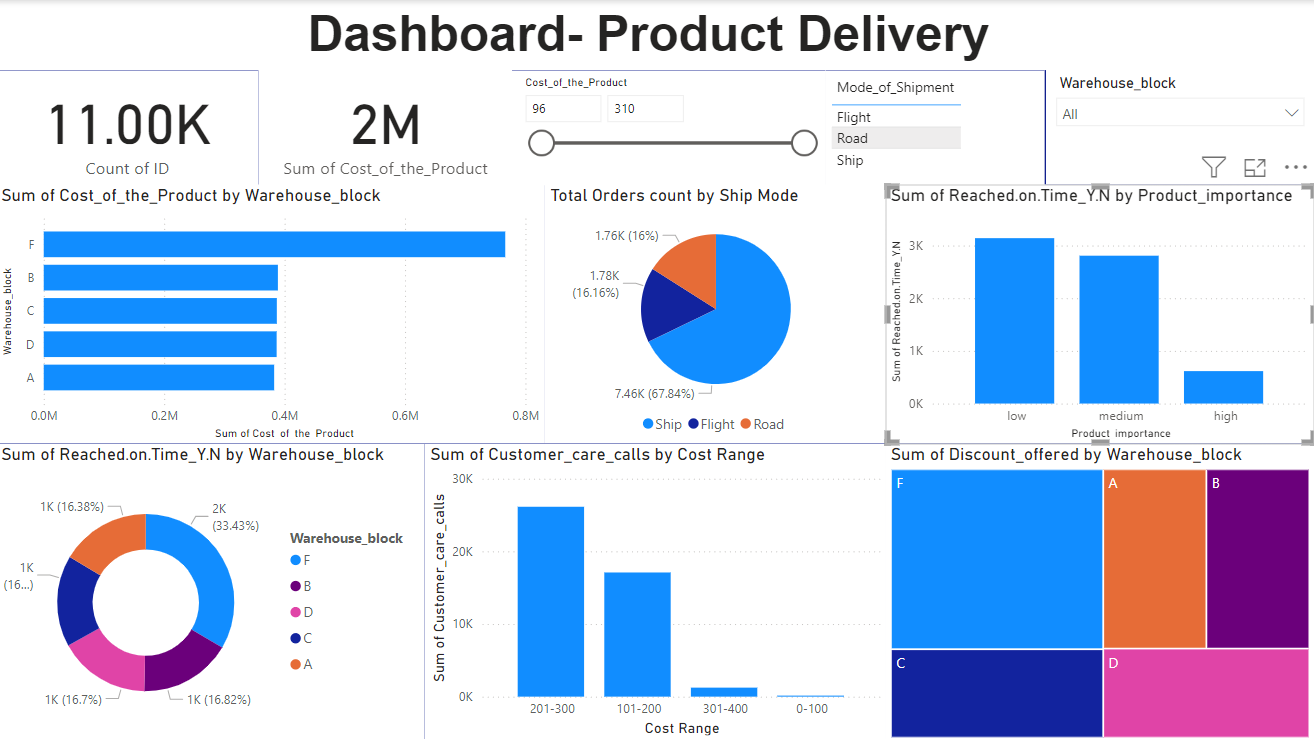 Dashboard- Product Delivery
11.00K
Count of ID
2M
Sum of Cost_of_the_Product
Cost_of_the_Product
96
310
Mode_of_Shipment
Flight
Road
Ship
Warehouse_block
All
Sum of Cost_of_the_Product by Warehouse_block
Warehouse_block
F
B
C
D
A
0.0M
0.2M
0.4M
0.6M
0.8M
Sum of Cost_of_the_Product
Total Orders count by Ship Mode
1.76K (16%)
1.78K
(16.16%)
7.46K (67.84%)
Ship
Flight
Road
Sum of Reached.on.Time_Y.N by Product_importance
Sum of Reached.on.Time_Y.N
3K
2K
1K
0K
low
medium
high
Product_importance
Sum of Reached.on.Time_Y.N by Warehouse_block
1K (16.38%)
2K
(33.43%)
1K
(16...)
1K (16.7%)
1K (16.82%)
Warehouse_block
F
B
D
C
A
Sum of Customer_care_calls by Cost Range
Sum of Customer_care_calls
30K
20K
10K
0K
201-300
101-200
301-400
0-100
Cost Range
Sum of Discount_offered by Warehouse_block
F
A
B
C
D